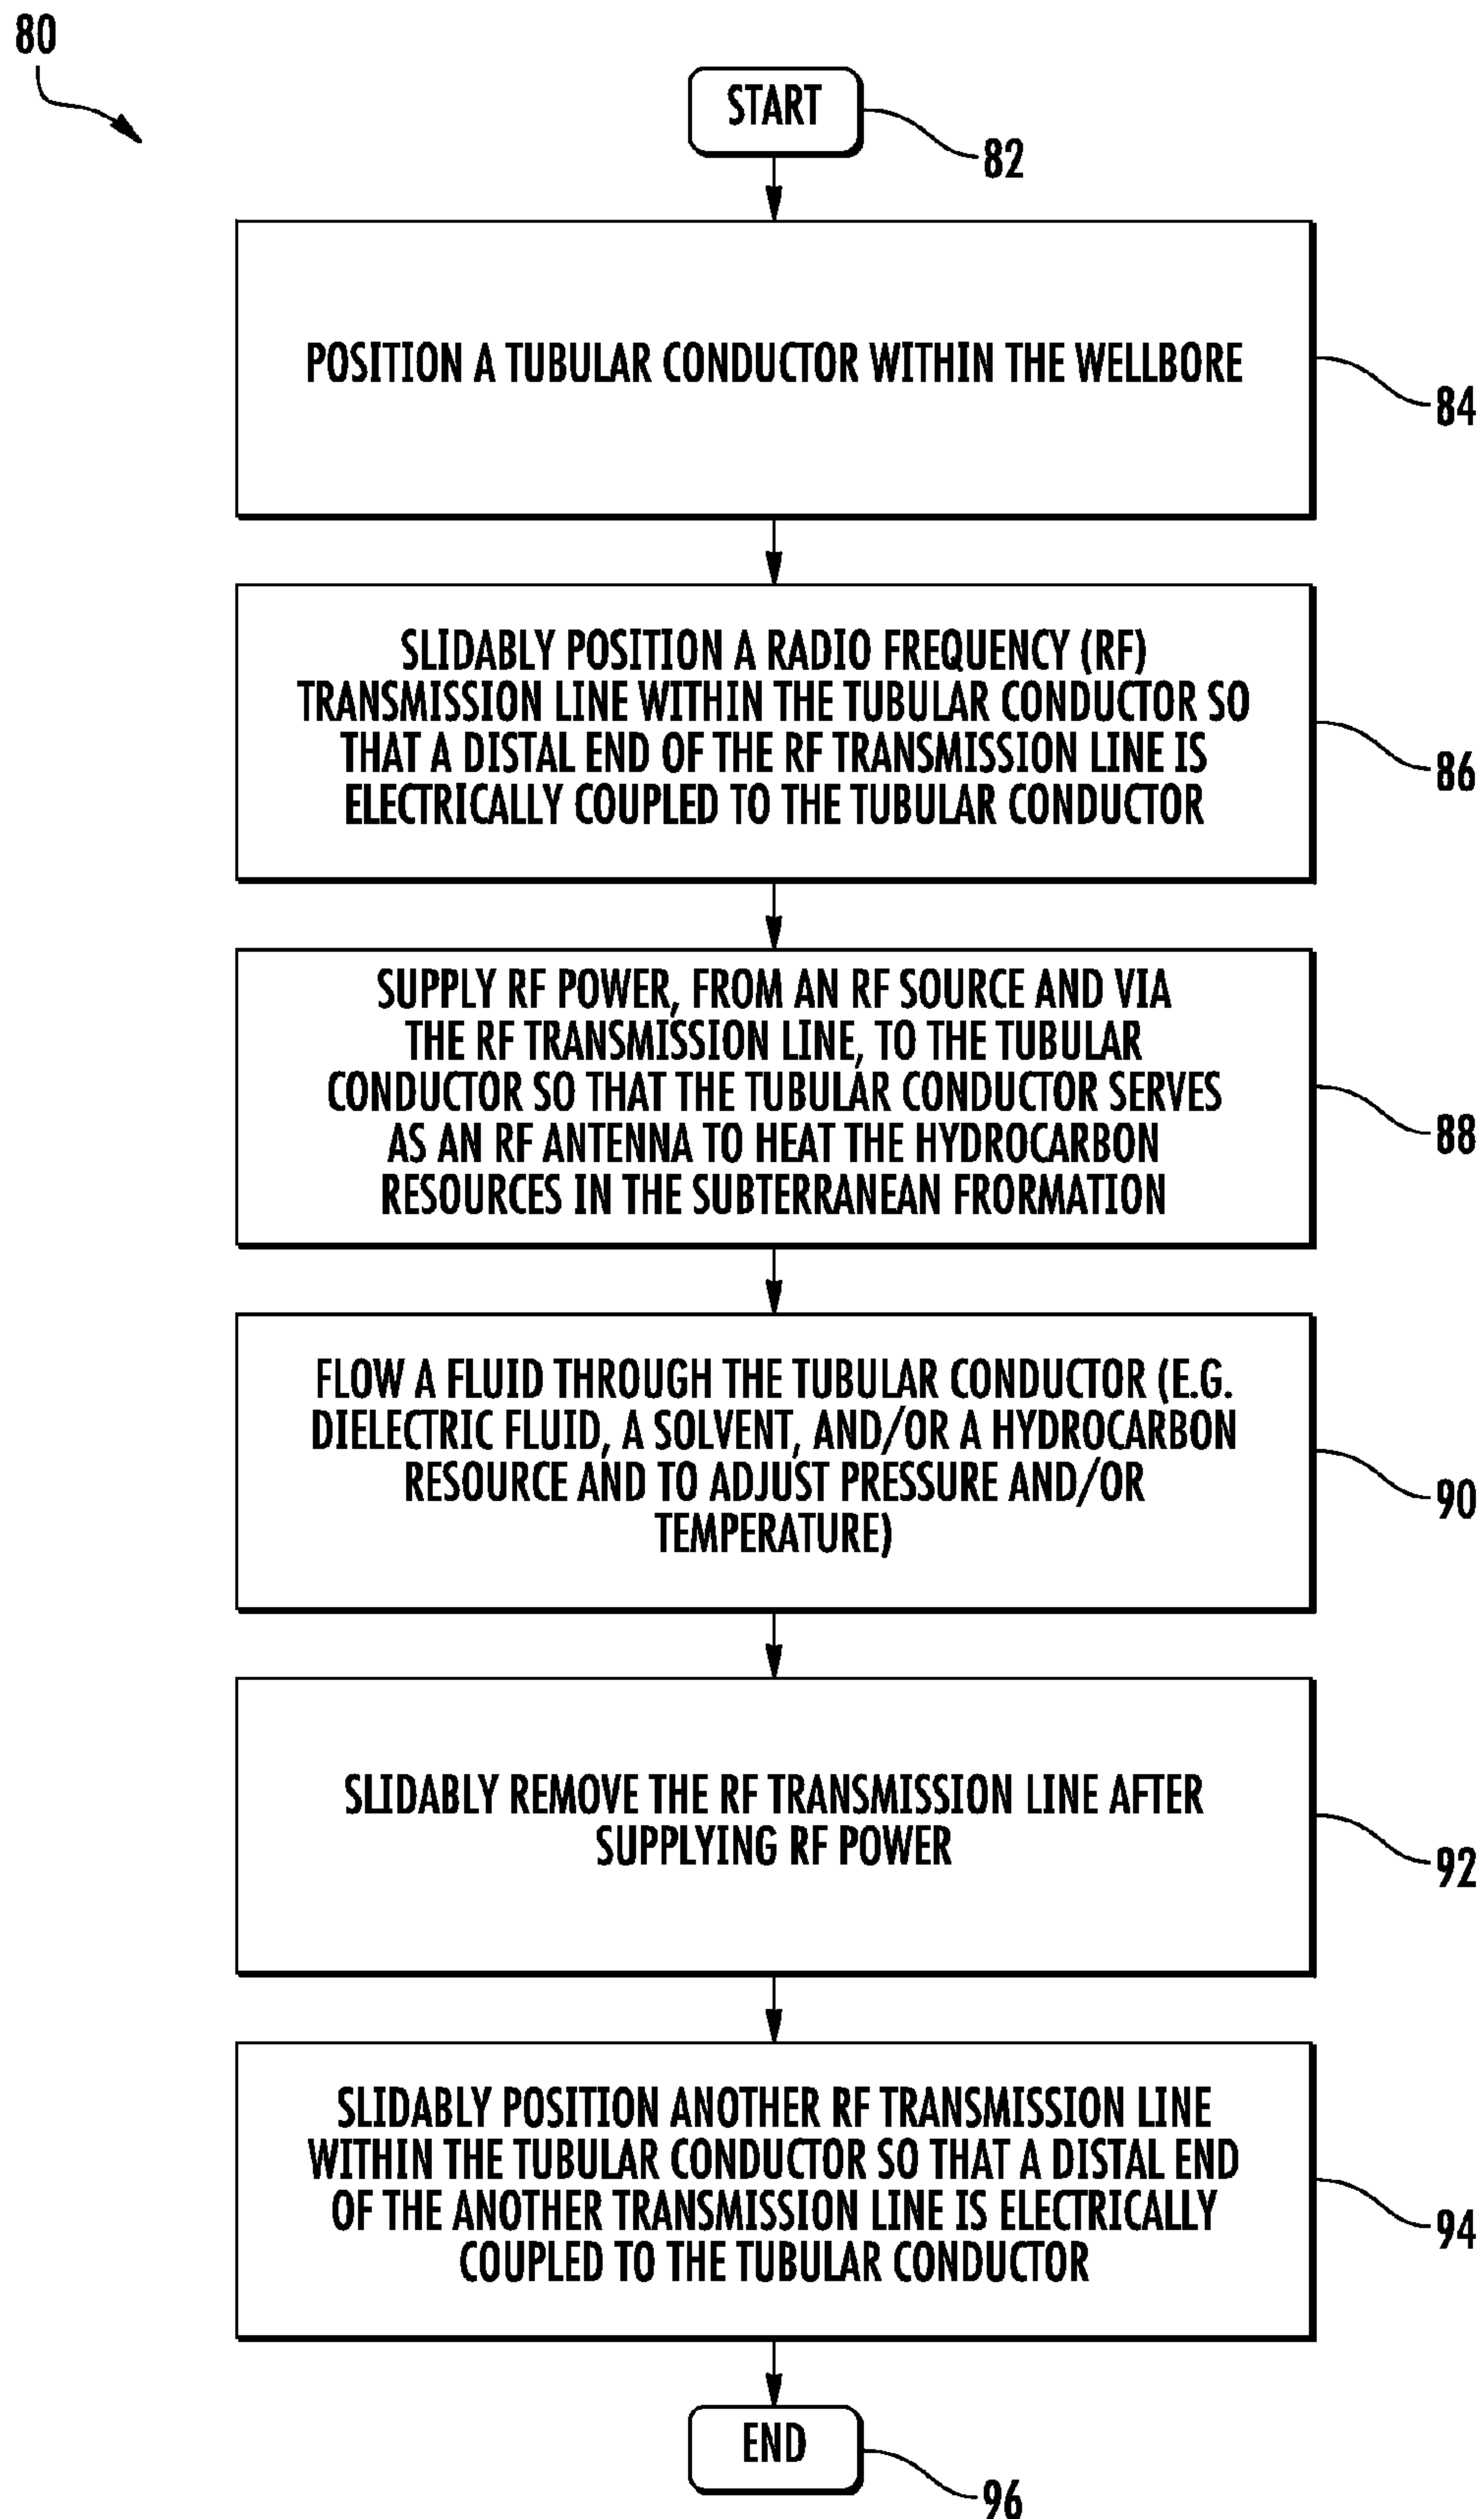 80
START
82
POSITION A TUBULAR CONDUCTOR WITHIN THE WELLBORE
84
SLIDABLY POSITION A RADIO FREQUENCY (RF)
TRANSMISSION LINE WITHIN THE TUBULAR CONDUCTOR SO
THAT A DISTAL END OF THE RF TRANSMISSION LINE IS
ELECTRICALLY COUPLED TO THE TUBULAR CONDUCTOR
86
SUPPLY RF POWER, FROM AN RF SOURCE AND VIA
THE RF TRANSMISSION LINE, TO THE TUBULAR
CONDUCTOR SO THAT THE TUBULAR CONDUCTOR SERVES
AS AN RF ANTENNA TO HEAT THE HYDROCARBON
RESOURCES IN THE SUBTERRANEAN FRORMATION
88
FLOW A FLUID THROUGH THE TUBULAR CONDUCTOR (E.G.
DIELECTRIC FLUID, A SOLVENT, AND/OR A HYDROCARBON
RESOURCE AND TO ADJUST PRESSURE AND/OR
TEMPERATURE)
90
SLIDABLY REMOVE THE RF TRANSMISSION LINE AFTER
SUPPLYING RF POWER
92
SLIDABLY POSITION ANOTHER RF TRANSMISSION LINE
WITHIN THE TUBULAR CONDUCTOR SO THAT A DISTAL END
OF THE ANOTHER TRANSMISSION LINE IS ELECTRICALLY
COUPLED TO THE TUBULAR CONDUCTOR
94
END
96